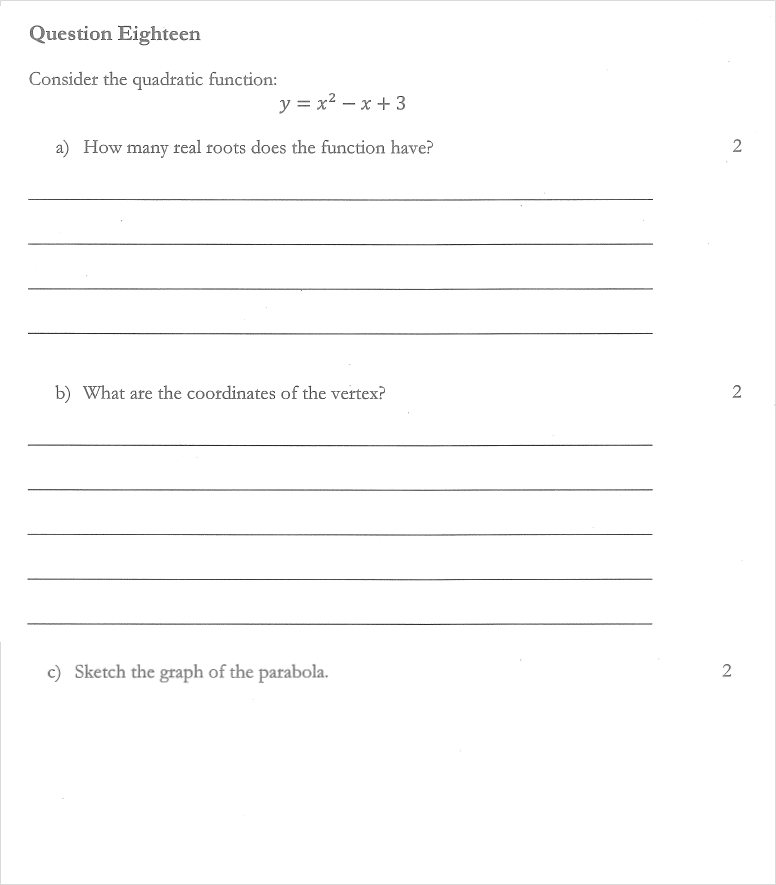 Question Eighteen
Consider the quadratic function:
y = x² − x + 3
a) How many real roots does the function have? 2
b) What are the coordinates of the vertex? 2
c) Sketch the graph of the parabola. 2